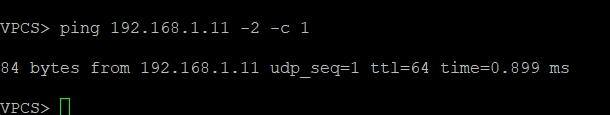 VPCS> ping 192.168.1.11 -2 -c 1
84 bytes from 192.168.1.11 udp_seq=1 ttl=64 time=0.899 ms
VPCS>